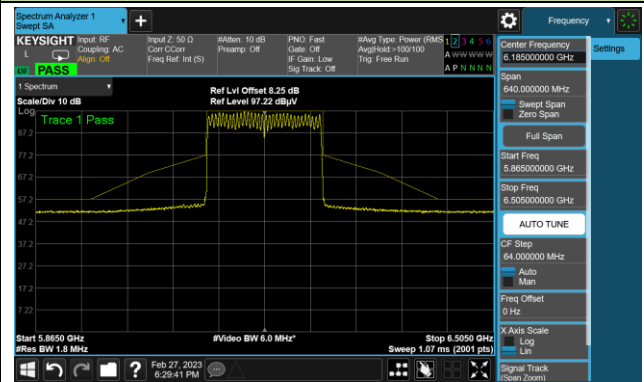 Spectrum Analyzer 1
Swept SA
Frequency
KEYSIGHT
L
LXI
PASS
Input: RF
Coupling: AC
Align: Off
Input Z: 50 Ω
Corr CCorr
Freq Ref: Int (S)
#Atten: 10 dB
Preamp: Off
PNO: Fast
Gate: Off
IF Gain: Low
Sig Track: Off
#Avg Type: Power (RMS
Avg|Hold:>100/100
Trig: Free Run
1 2 3 4 5 6
A W W W W W
A P N N N N
1 Spectrum
Scale/Div 10 dB
Ref Lvl Offset 8.25 dB
Ref Level 97.22 dBµV
Log
Trace 1 Pass
87.2
77.2
67.2
57.2
47.2
37.2
27.2
17.2
7.22
Start 5.8650 GHz
#Res BW 1.8 MHz
#Video BW 6.0 MHz*
Stop 6.5050 GHz
Sweep 1.07 ms (2001 pts)
Center Frequency
6.185000000 GHz
Settings
Span
640.000000 MHz
Swept Span
Zero Span
Full Span
Start Freq
5.865000000 GHz
Stop Freq
6.505000000 GHz
AUTO TUNE
CF Step
64.000000 MHz
Auto
Man
Freq Offset
0 Hz
X Axis Scale
Log
Lin
Signal Track
(Span Zoom)
?
Feb 27, 2023
6:29:41 PM